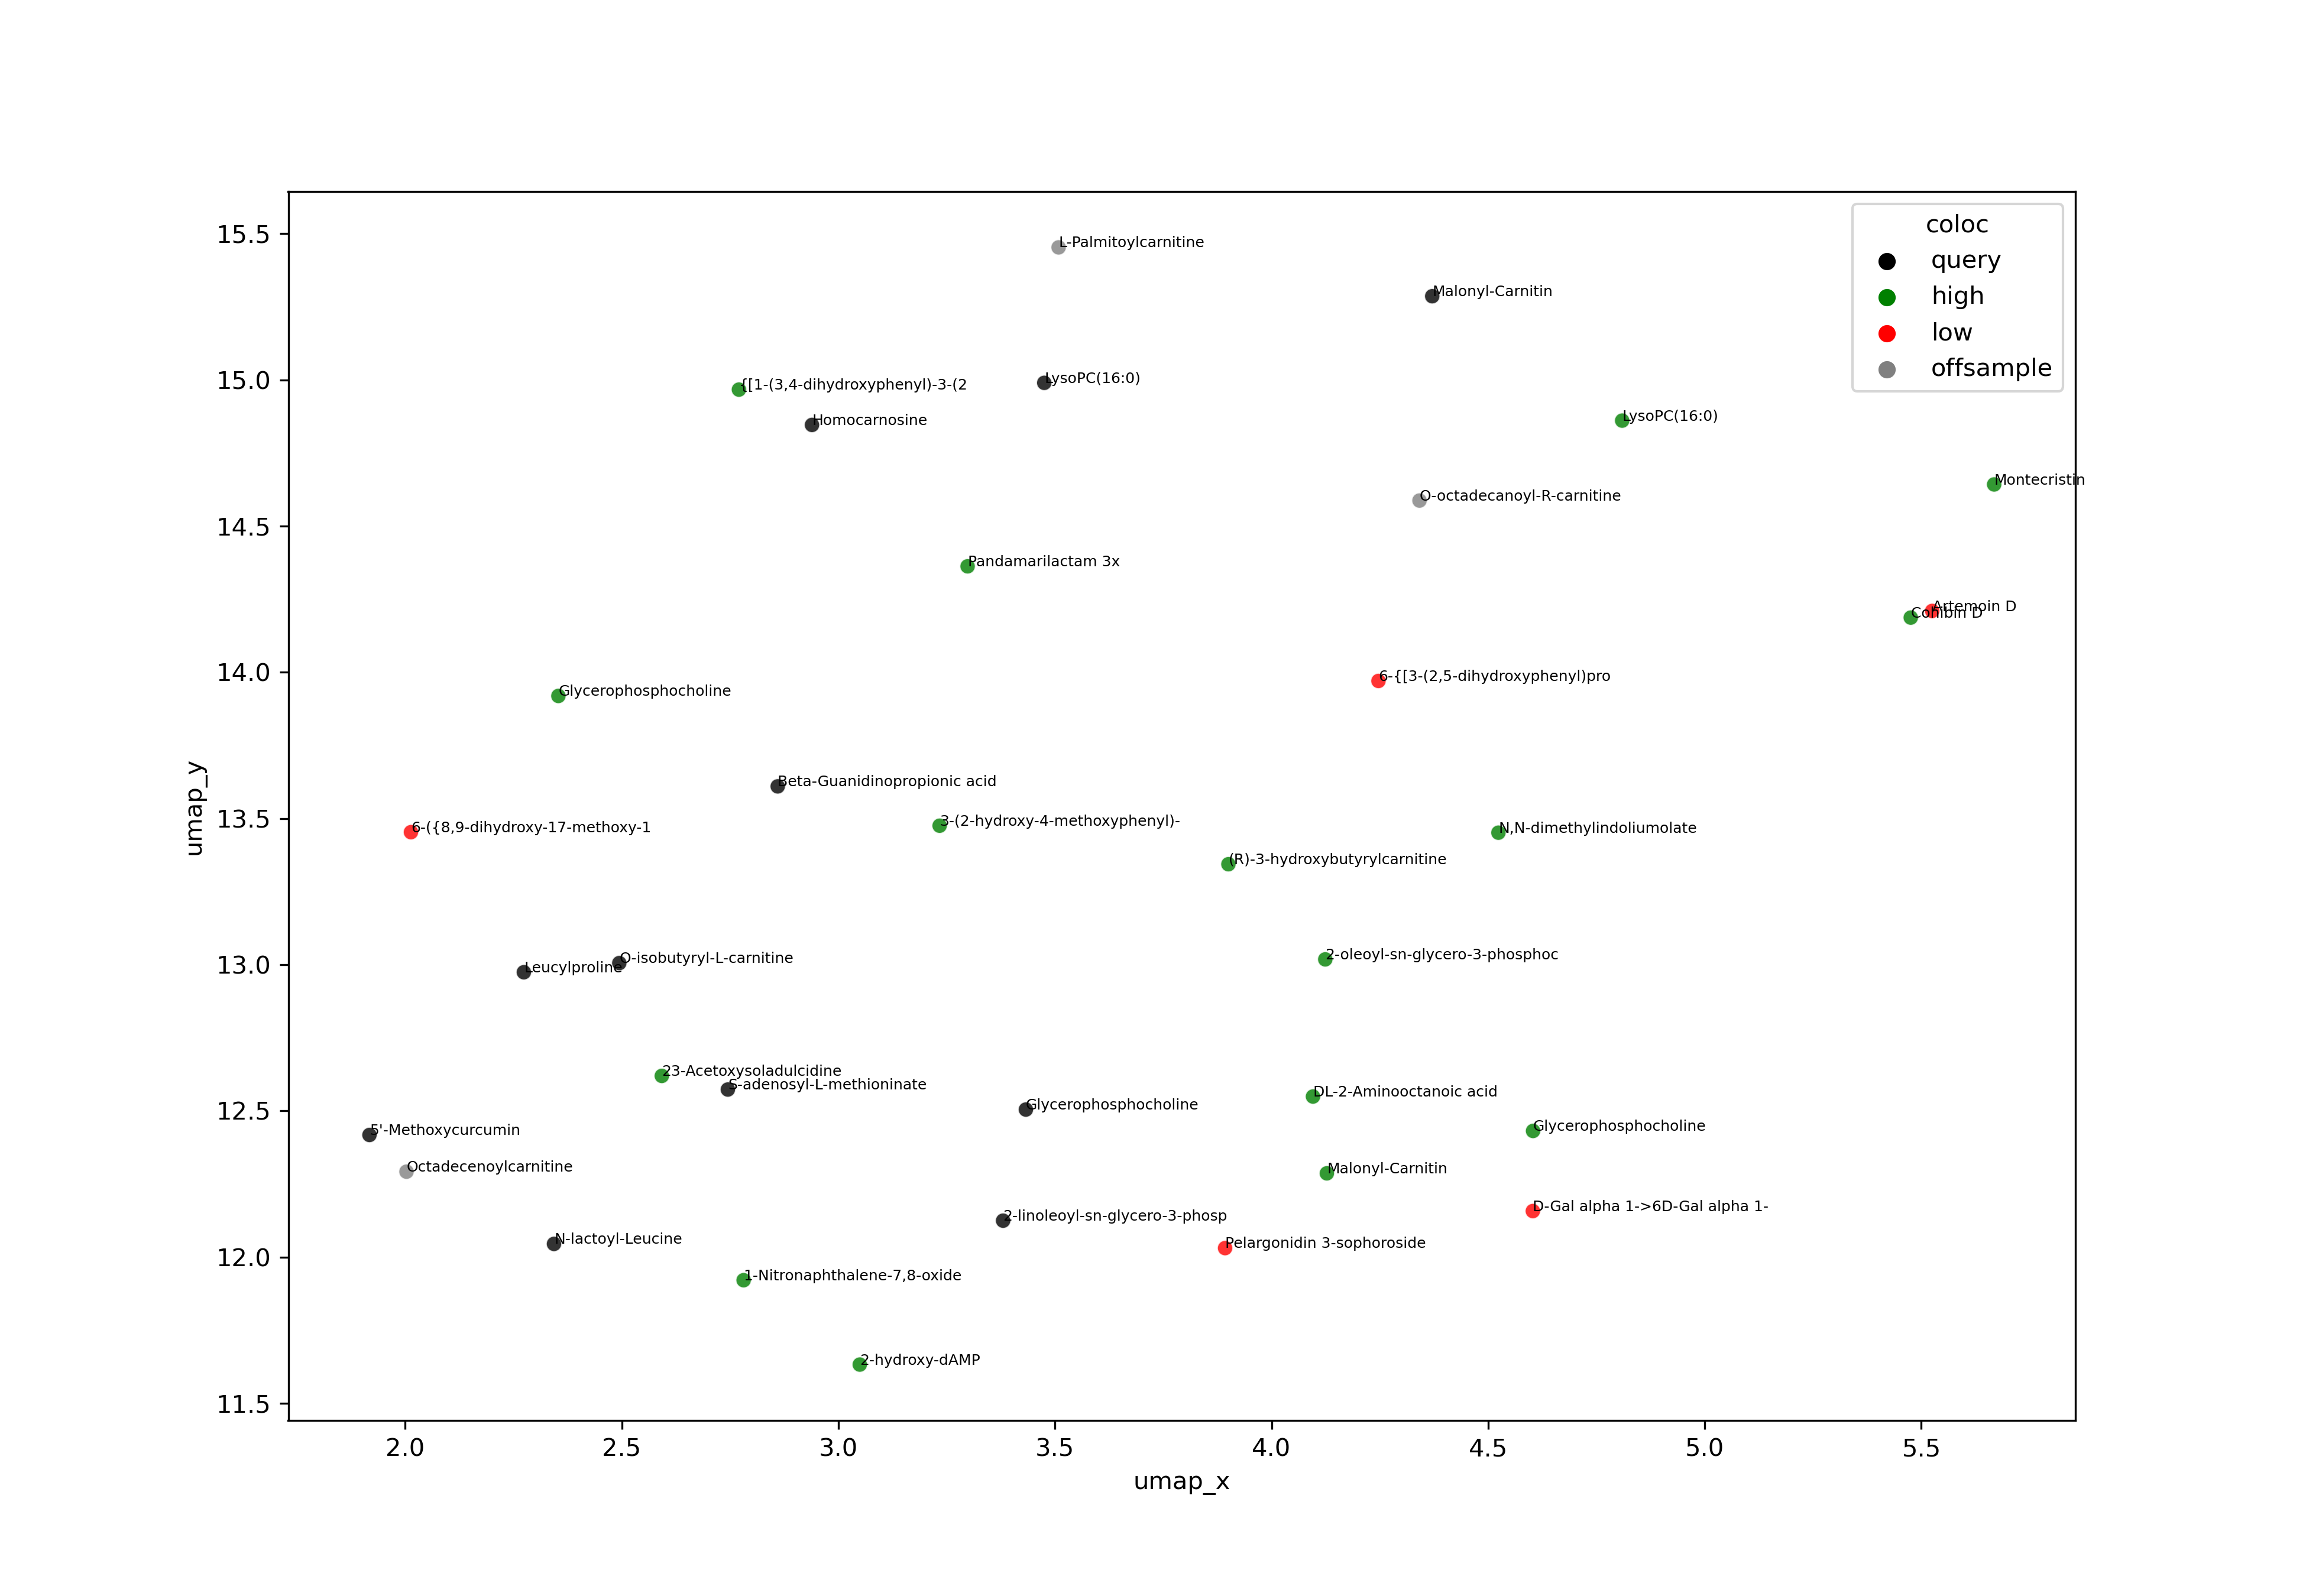 coloc
query
high
low
offsample
15.5
15.0
14.5
14.0
13.5
13.0
12.5
12.0
11.5
umap_y
L-Palmitoylcarnitine
Malonyl-Carnitin
LysoPC(16:0)
{[1-(3,4-dihydroxyphenyl)-3-(2
Homocarnosine
LysoPC(16:0)
Montecristin
O-octadecanoyl-R-carnitine
Pandamarilactam 3x
Artemoin D
6-{[3-(2,5-dihydroxyphenyl)pro
Glycerophosphocholine
Beta-Guanidinopropionic acid
3-(2-hydroxy-4-methoxyphenyl)-
6-({8,9-dihydroxy-17-methoxy-1
N,N-dimethylindoliumolate
(R)-3-hydroxybutyrylcarnitine
O-isobutyryl-L-carnitine
2-oleoyl-sn-glycero-3-phosphoc
Leucylproline
23-Acetoxysoladulcidine
S-adenosyl-L-methioninate
DL-2-Aminooctanoic acid
Glycerophosphocholine
Glycerophosphocholine
5'-Methoxycurcumin
Octadecenoylcarnitine
Malonyl-Carnitin
2-linoleoyl-sn-glycero-3-phosp
D-Gal alpha 1->6D-Gal alpha 1-
N-lactoyl-Leucine
Pelargonidin 3-sophoroside
1-Nitronaphthalene-7,8-oxide
2-hydroxy-dAMP
2.0 2.5 3.0 3.5 4.0 4.5 5.0 5.5
umap_x